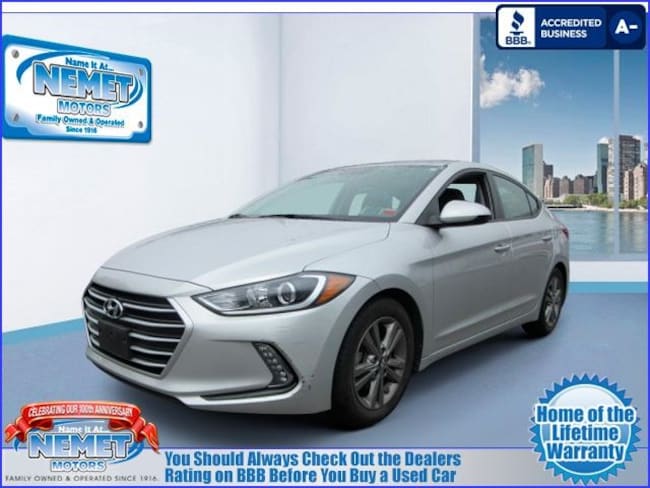 Name It At...
NEMET
MOTORS
Family Owned & Operated
Since 1916
BBB
ACCREDITED
BUSINESS
A-
CELEBRATING OUR 100th ANNIVERSARY
Name It At...
NEMET
MOTORS
FAMILY OWNED & OPERATED SINCE 1916.
You Should Always Check Out the Dealers
Rating on BBB Before You Buy a Used Car
Home of the
Lifetime
Warranty